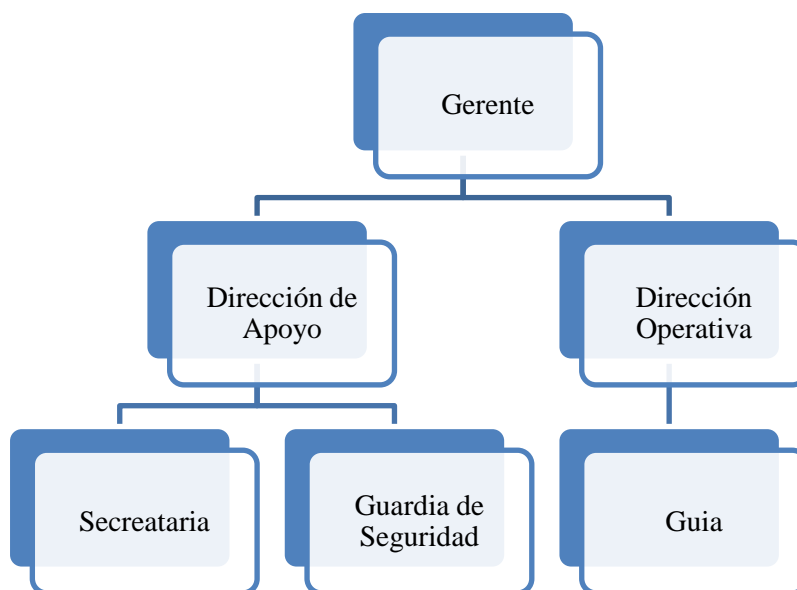 Gerente
Dirección de
Apoyo
Dirección
Operativa
Secreataria
Guardia de
Seguridad
Guia